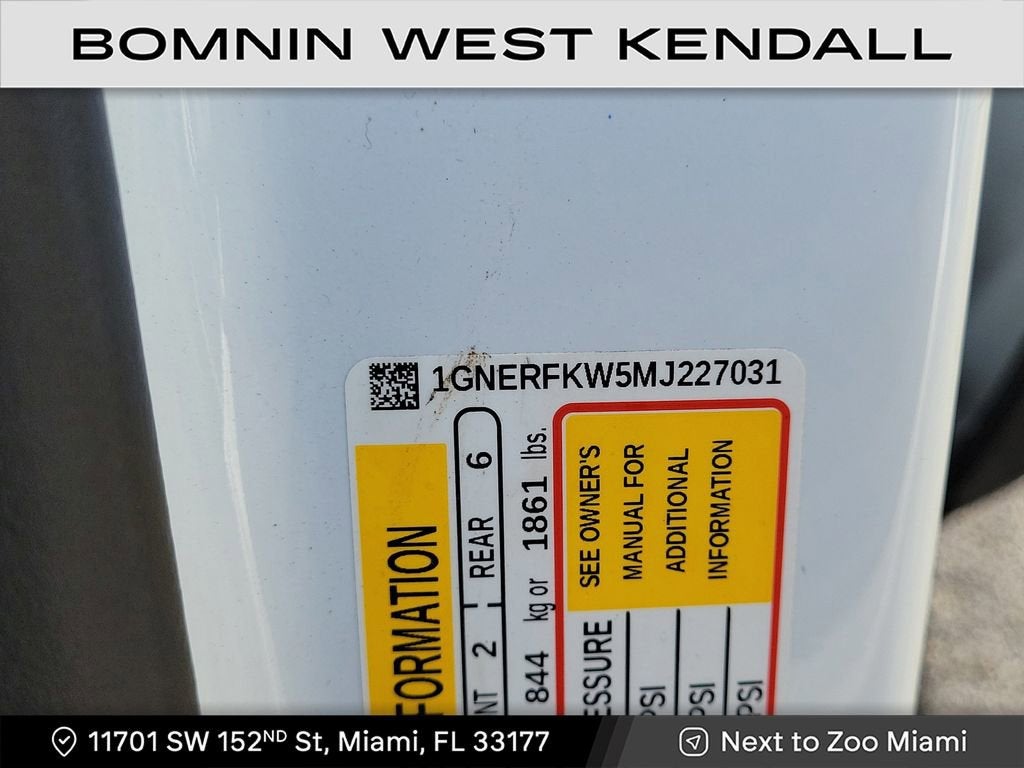 BOMNIN WEST KENDALL
1GNERFKW5MJ227031
FORMATION
NT 2 REAR 6
844 kg or 1861 lbs.
SEE OWNER'S
MANUAL FOR
ADDITIONAL
INFORMATION
ESSURE
PSI
PSI
PSI
11701 SW 152ND St, Miami, FL 33177
Next to Zoo Miami